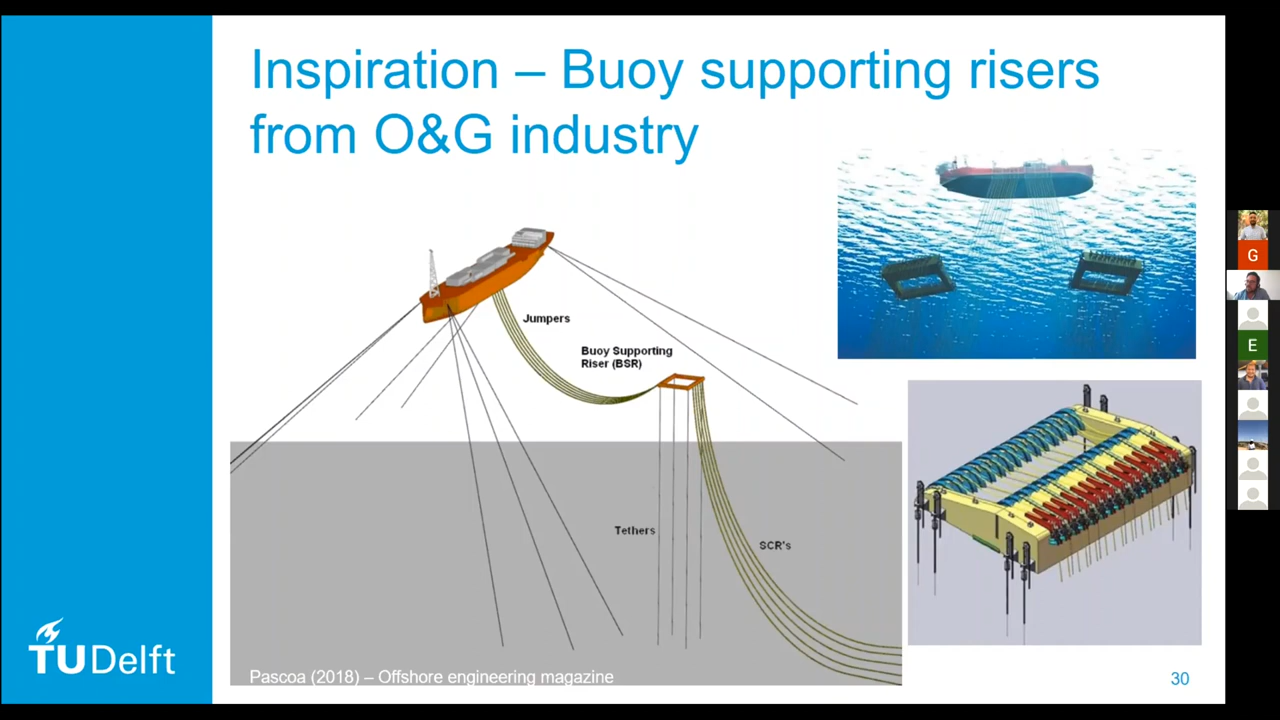 Inspiration – Buoy supporting risers
from O&G industry
Jumpers
Buoy Supporting
Riser (BSR)
Tethers
SCR's
Pascoa (2018) – Offshore engineering magazine
30
TUDelft
G
E